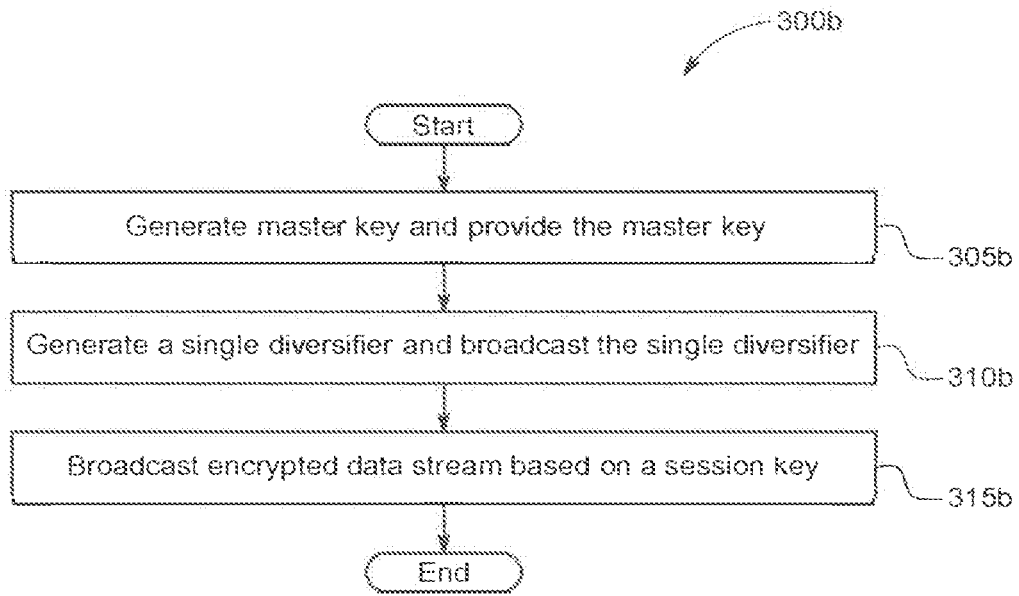 300b
Start
Generate master key and provide the master key
305b
Generate a single diversifier and broadcast the single diversifier
310b
Broadcast encrypted data stream based on a session key
315b
End